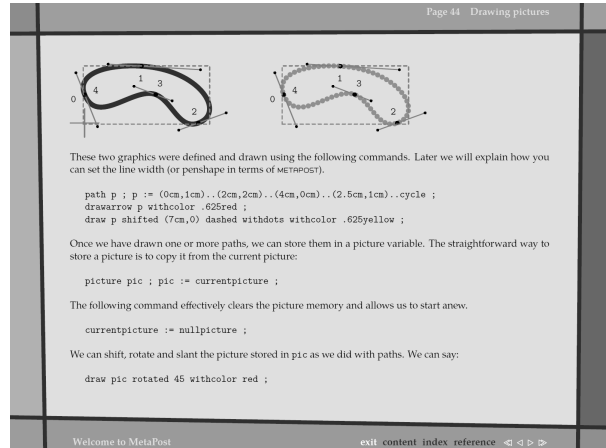 Page 44 Drawing pictures
1
3
4
0
2
1
3
4
0
2
These two graphics were defined and drawn using the following commands. Later we will explain how you
can set the line width (or penshape in terms of METAPOST).
path p ; p := (0cm,1cm)..(2cm,2cm)..(4cm,0cm)..(2.5cm,1cm)..cycle ;
drawarrow p withcolor .625red ;
draw p shifted (7cm,0) dashed withdots withcolor .625yellow ;
Once we have drawn one or more paths, we can store them in a picture variable. The straightforward way to
store a picture is to copy it from the current picture:
picture pic ; pic := currentpicture ;
The following command effectively clears the picture memory and allows us to start anew.
currentpicture := nullpicture ;
We can shift, rotate and slant the picture stored in pic as we did with paths. We can say:
draw pic rotated 45 withcolor red ;
Welcome to MetaPost exit content index reference